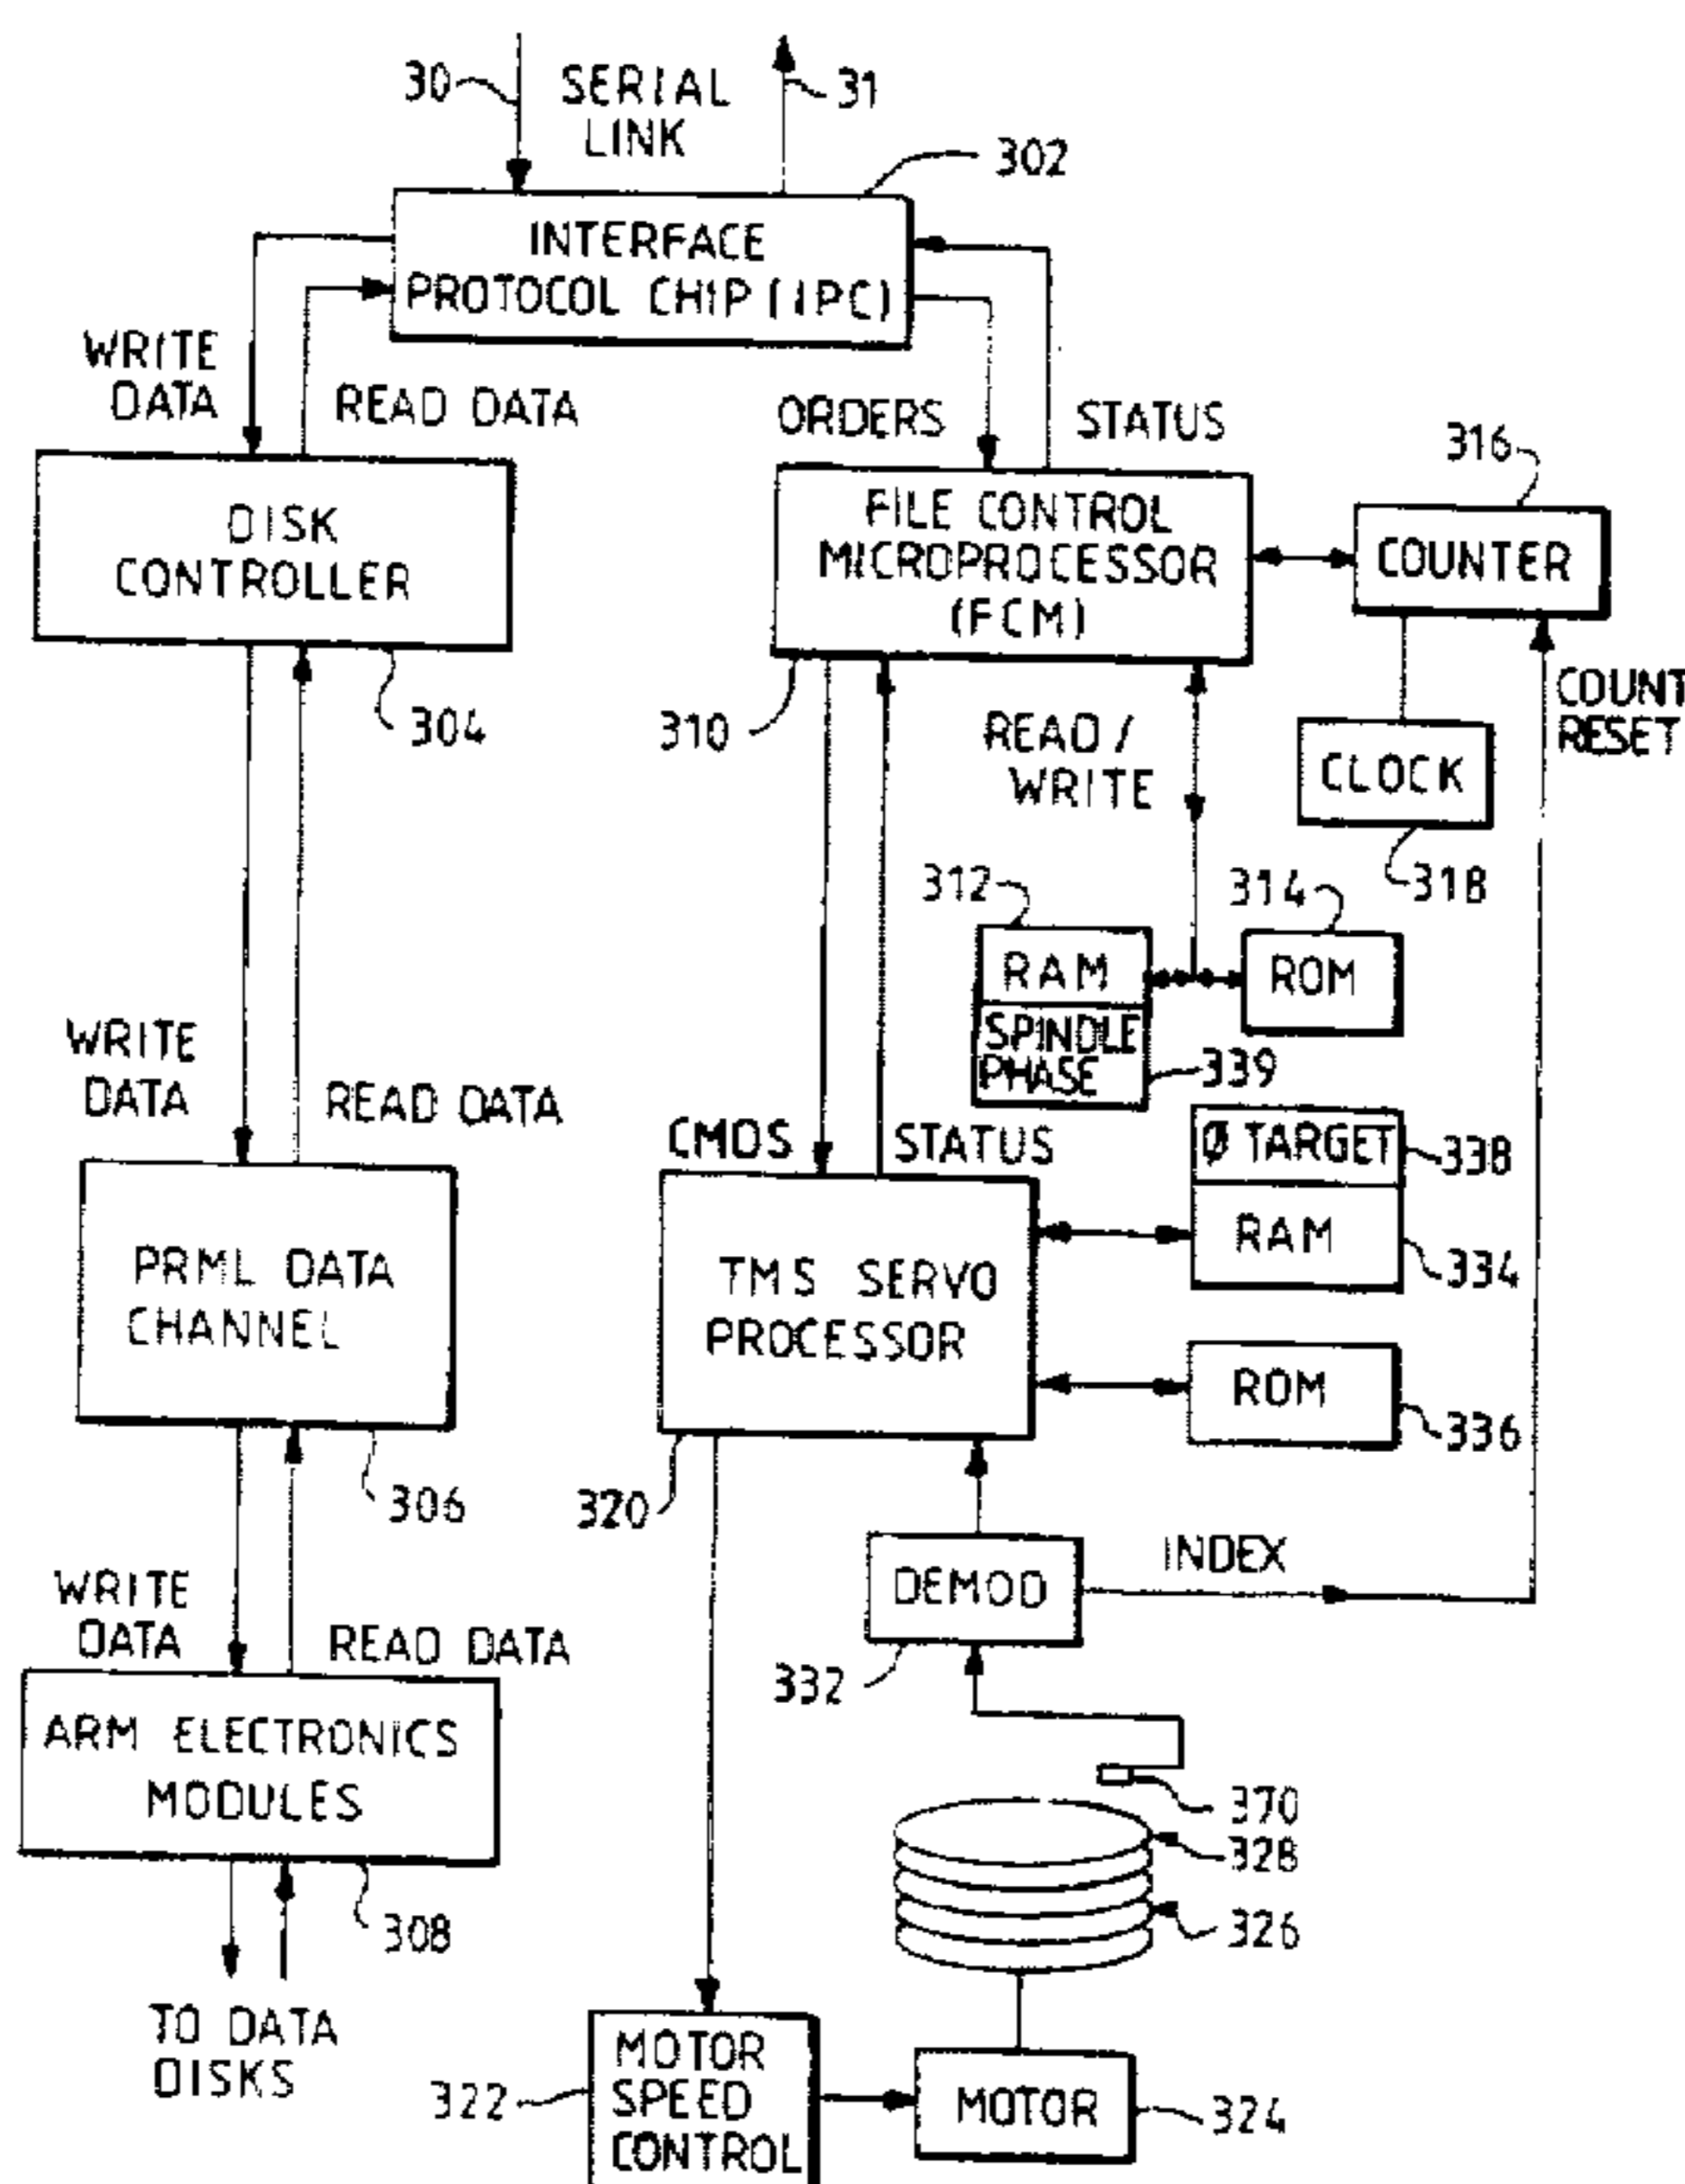 30
SERIAL
LINK
31
302
INTERFACE
PROTOCOL CHIP (IPC)
WRITE
DATA
READ DATA
ORDERS
STATUS
316
DISK
CONTROLLER
FILE CONTROL
MICROPROCESSOR
(FCM)
COUNTER
304
310
READ /
WRITE
COUNT
RESET
CLOCK
318
312
314
RAM
ROM
SPINDLE
PHASE
339
WRITE
DATA
READ DATA
CMDS
STATUS
Ø TARGET
338
RAM
334
PRML DATA
CHANNEL
TMS SERVO
PROCESSOR
ROM
336
306
320
INDEX
DEMOD
WRITE
DATA
READ DATA
332
ARM ELECTRONICS
MODULES
370
328
326
308
TO DATA
DISKS
MOTOR
SPEED
CONTROL
322
MOTOR
324